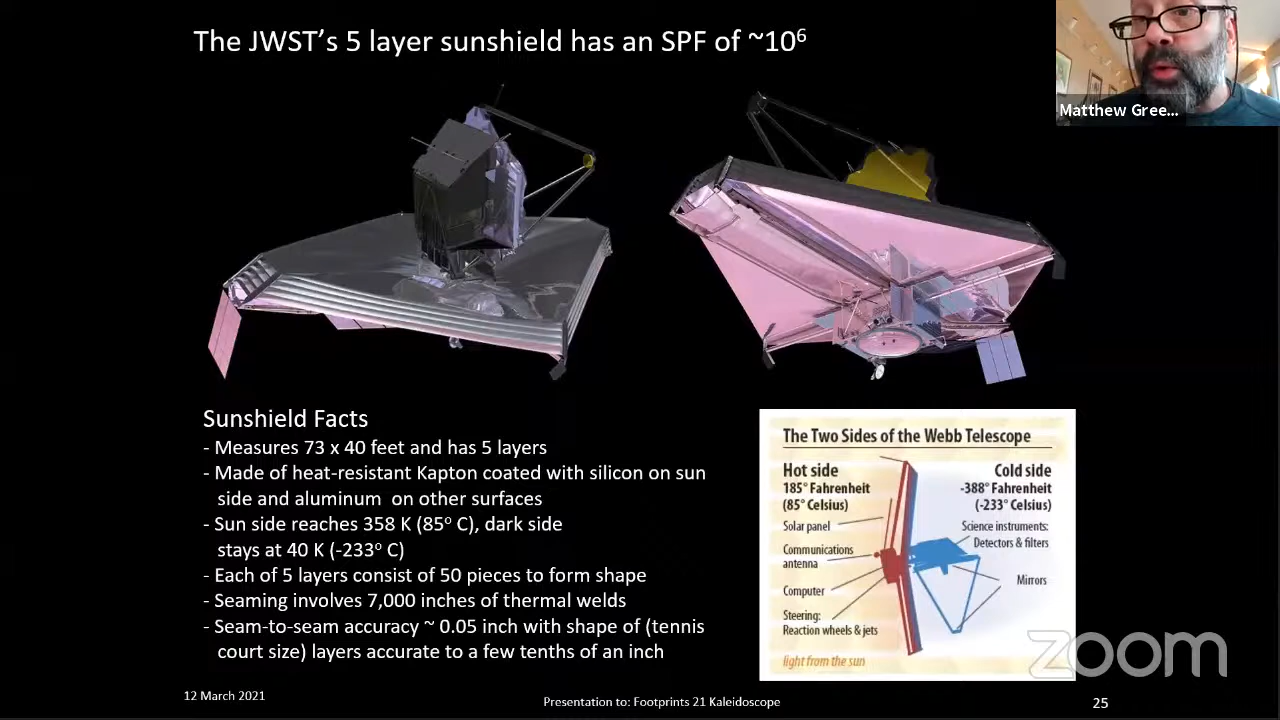 The JWST's 5 layer sunshield has an SPF of ~10⁶
Matthew Gree...
Sunshield Facts
- Measures 73 x 40 feet and has 5 layers
- Made of heat-resistant Kapton coated with silicon on sun
side and aluminum on other surfaces
- Sun side reaches 358 K (85° C), dark side
stays at 40 K (-233° C)
- Each of 5 layers consist of 50 pieces to form shape
- Seaming involves 7,000 inches of thermal welds
- Seam-to-seam accuracy ~ 0.05 inch with shape of (tennis
court size) layers accurate to a few tenths of an inch
The Two Sides of the Webb Telescope
Hot side
185° Fahrenheit
(85° Celsius)
Solar panel
Communications
antenna
Computer
Steering:
Reaction wheels & jets
light from the sun
Cold side
-388° Fahrenheit
(-233° Celsius)
Science instruments:
Detectors & filters
Mirrors
zoom
12 March 2021
Presentation to: Footprints 21 Kaleidoscope
25